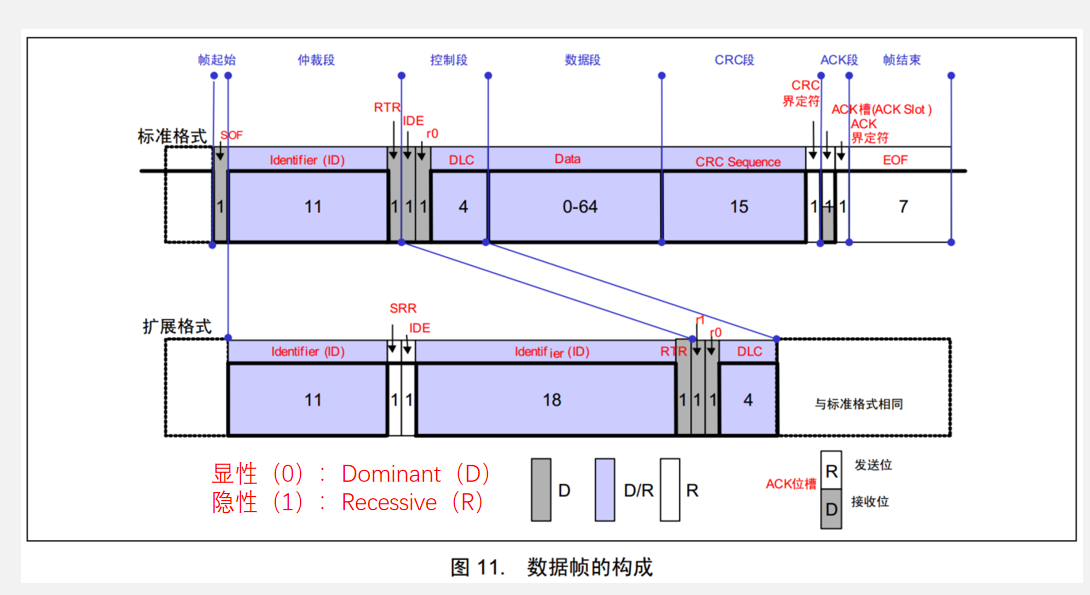 帧起始 仲裁段 控制段 数据段 CRC段 ACK段 帧结束
CRC
界定符
RTR
IDE
r0
ACK槽(ACK Slot)
ACK
界定符
标准格式
SOF
Identifier (ID) DLC Data CRC Sequence EOF
1 11 1 1 1 4 0-64 15 1 1 1 7
SRR
IDE
r1
r0
扩展格式
Identifier (ID) Identifier (ID) RTR DLC
11 1 1 18 1 1 1 4
与标准格式相同
显性（0）：Dominant（D）
隐性（1）：Recessive（R）
D D/R R
ACK位槽
R 发送位
D 接收位
图 11. 数据帧的构成